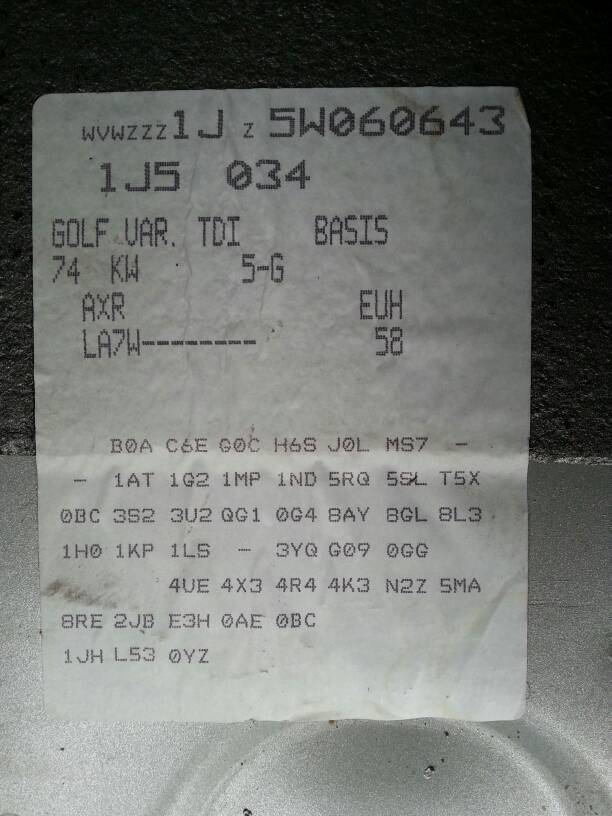 WVWZZZ1J Z 5W060643
1J5 034
GOLF VAR. TDI BASIS
74 KW 5-G
AXR EUH
LA7W-------- 58
B0A C6E G0C H6S J0L MS7 -
- 1AT 1G2 1MP 1ND 5RQ 5SL T5X
0BC 3S2 3U2 QG1 0G4 8AY 8GL 8L3
1H0 1KP 1LS - 3YQ G09 0GG
4UE 4X3 4R4 4K3 N2Z 5MA
8RE 2JB E3H 0AE 0BC
1JH L53 0YZ